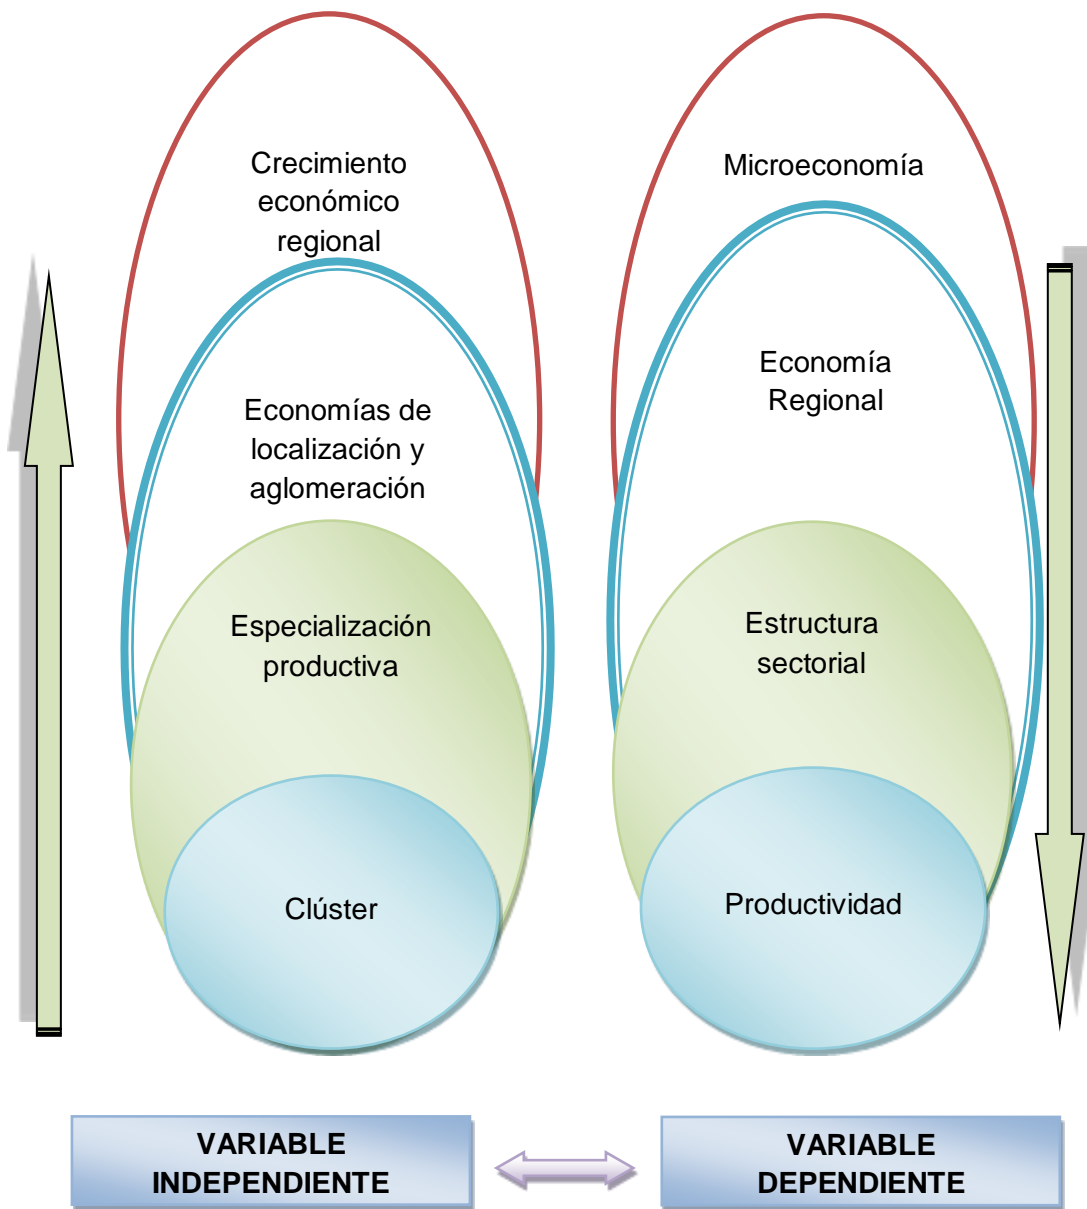 Crecimiento
económico
regional
Economías de
localización y
aglomeración
Especialización
productiva
Clúster
Microeconomía
Economía
Regional
Estructura
sectorial
Productividad
VARIABLE
INDEPENDIENTE
VARIABLE
DEPENDIENTE